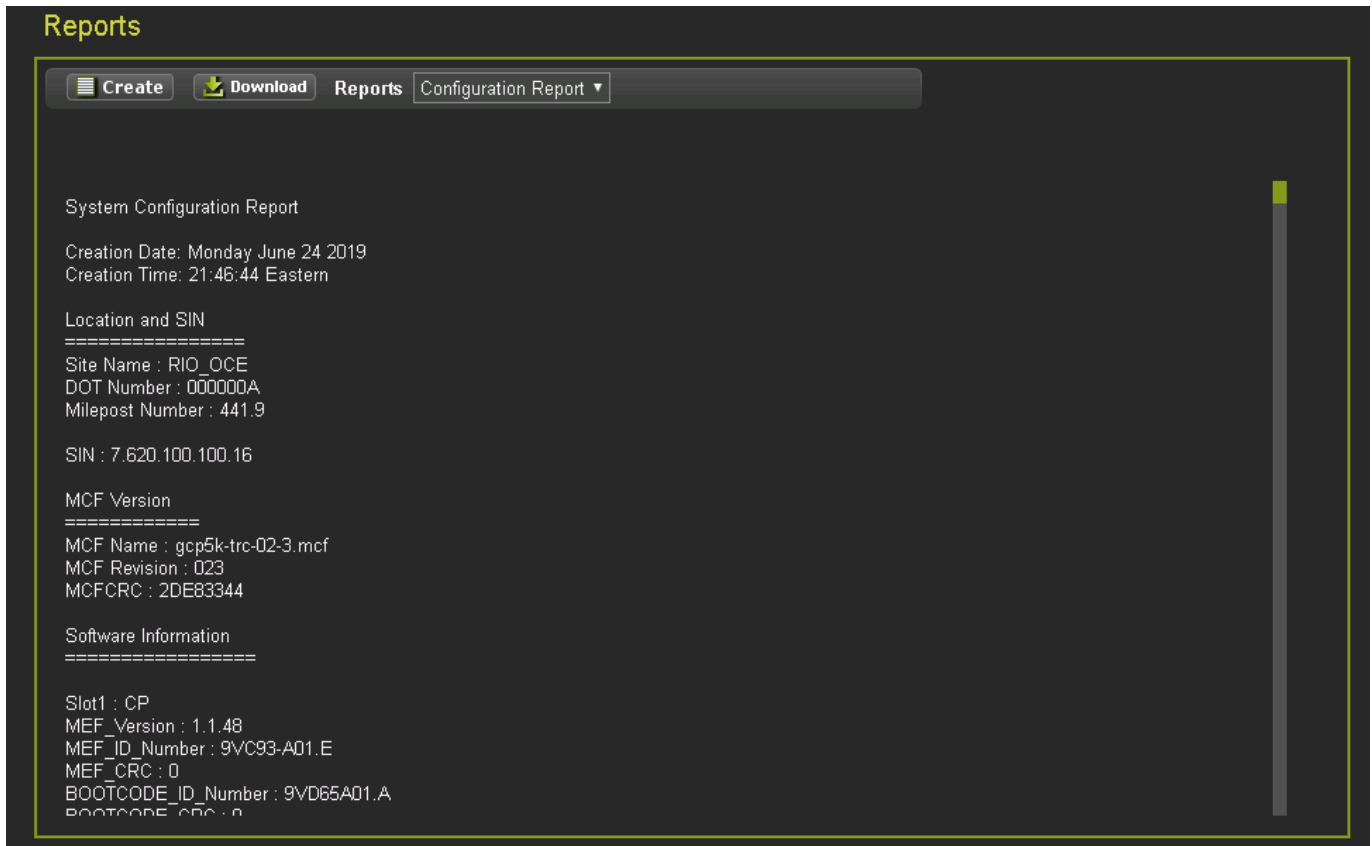 Reports
Create Download Reports Configuration Report
System Configuration Report
Creation Date: Monday June 24 2019
Creation Time: 21:46:44 Eastern
Location and SIN
================
Site Name : RIO_OCE
DOT Number : 000000A
Milepost Number : 441.9
SIN : 7.620.100.100.16
MCF Version
============
MCF Name : gcp5k-trc-02-3.mcf
MCF Revision : 023
MCFCRC : 2DE83344
Software Information
=================
Slot1 : CP
MEF_Version : 1.1.48
MEF_ID_Number : 9VC93-A01.E
MEF_CRC : 0
BOOTCODE_ID_Number : 9VD65A01.A
BOOTCODE_CRC : 0